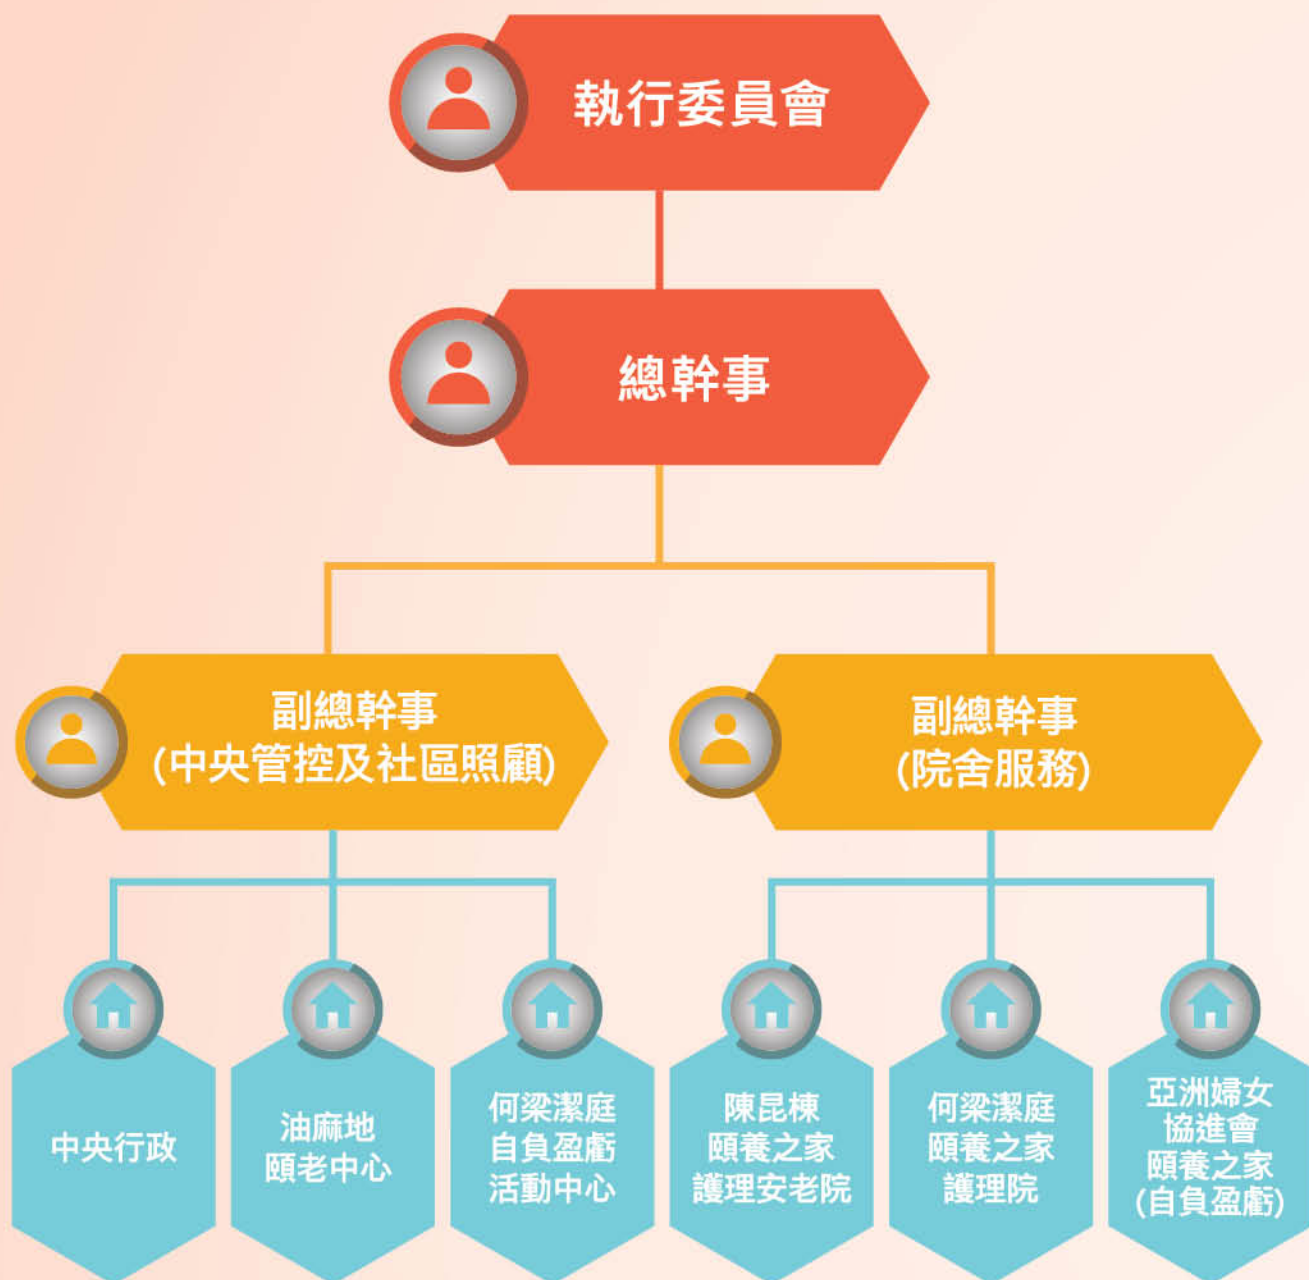 執行委員會
總幹事
副總幹事
(中央管控及社區照顧)
副總幹事
(院舍服務)
中央行政
油麻地
頤老中心
何梁潔庭
自負盈虧
活動中心
陳昆棟
頤養之家
護理安老院
何梁潔庭
頤養之家
護理院
亞洲婦女
協進會
頤養之家
(自負盈虧)